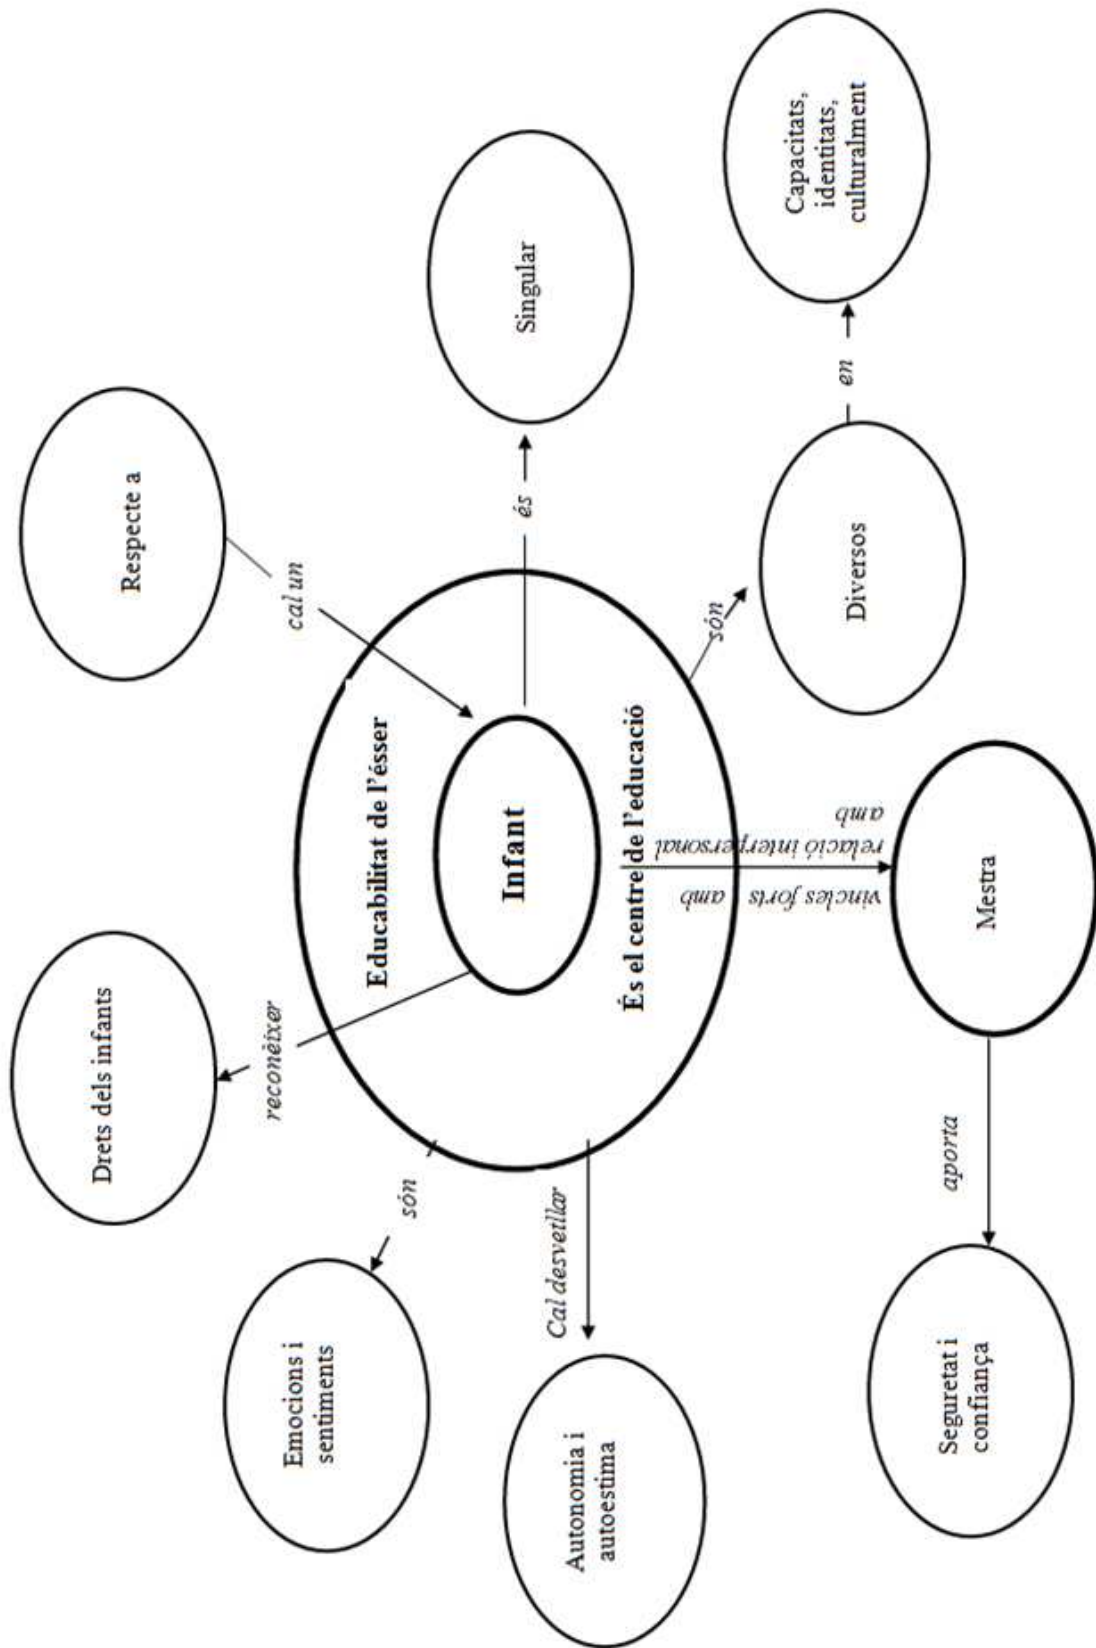 Drets dels infants
Respecte a
reconèixer
cal un
Emocions i
sentiments
Educabilitat de l'ésser
són
Infant
és
Singular
Cal desvetllar
Autonomia i
autoestima
És el centre de l'educació
són
vincles forts amb
relació interpersonal
amb
Diversos
en
Capacitats,
identitats,
culturalment
Mestra
aporta
Seguretat i
confiança